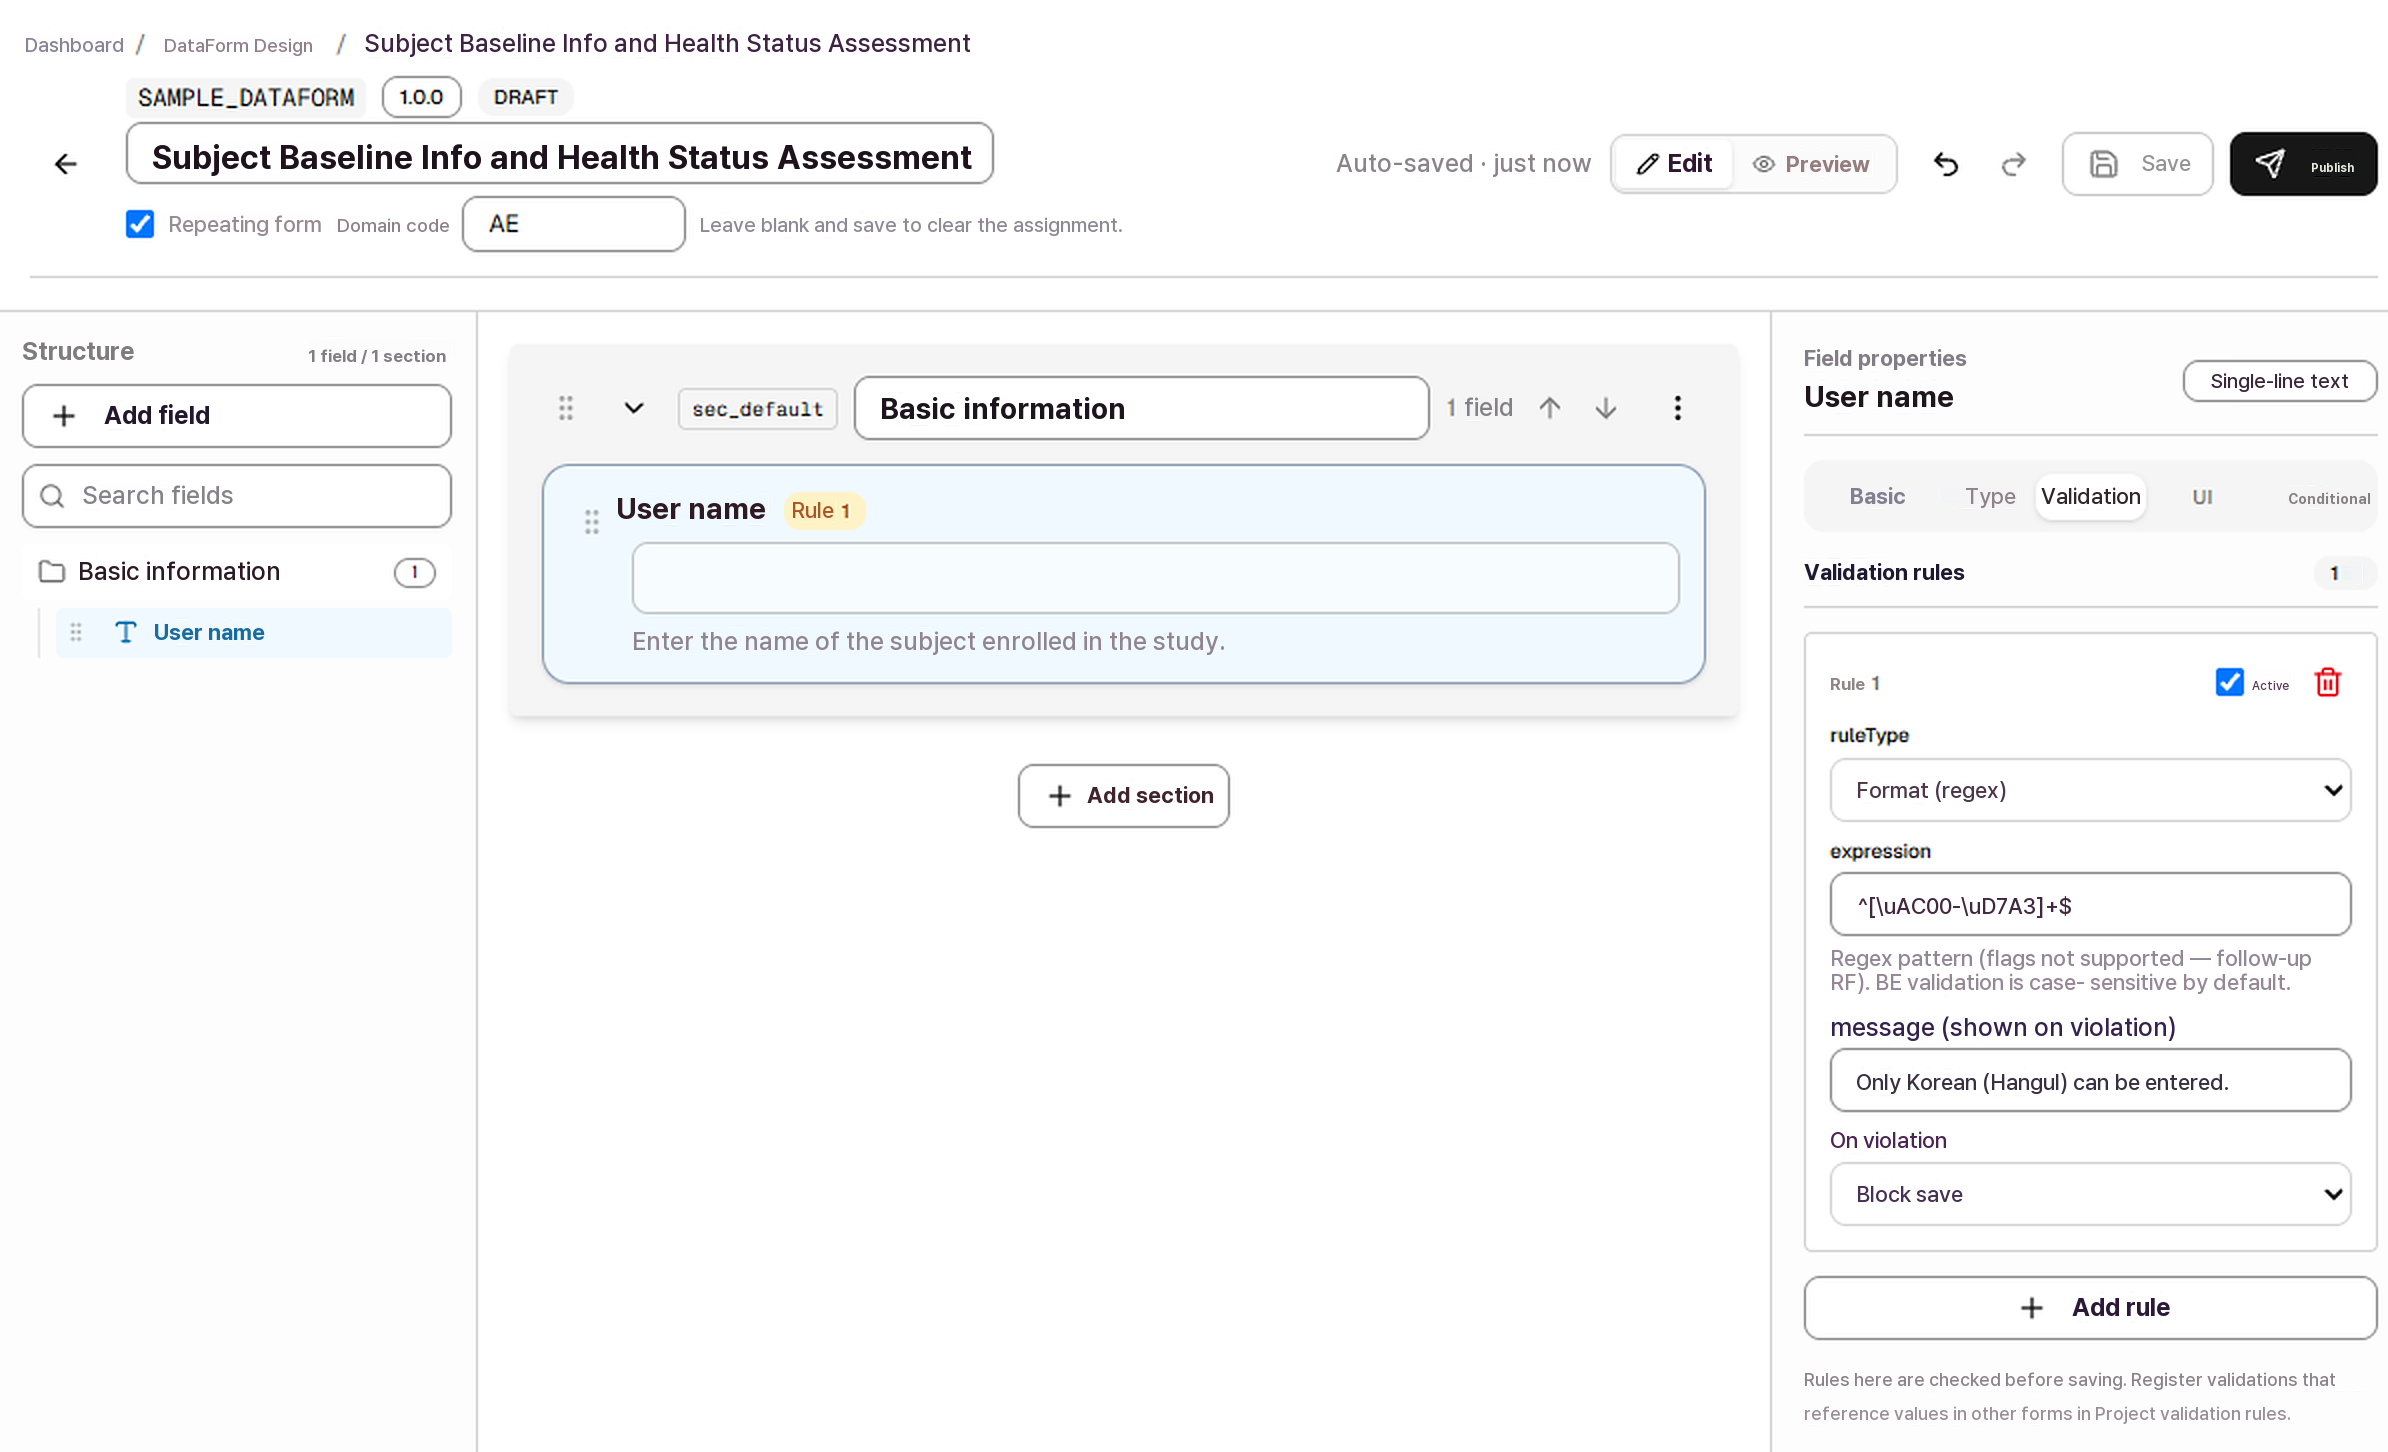 Dashboard / DataForm Design / Subject Baseline Info and Health Status Assessment
SAMPLE_DATAFORM 1.0.0 DRAFT
Subject Baseline Info and Health Status Assessment
Auto-saved · just now Edit Preview Save Publish
Repeating form Domain code AE Leave blank and save to clear the assignment.
Structure 1 field / 1 section
Add field
Search fields
Basic information 1
User name
sec_default Basic information 1 field
User name Rule 1
Enter the name of the subject enrolled in the study.
Add section
Field properties
User name Single-line text
Basic Type Validation UI Conditional
Validation rules 1
Rule 1 Active
ruleType
Format (regex)
expression
^[\uAC00-\uD7A3]+$
Regex pattern (flags not supported — follow-up
RF). BE validation is case- sensitive by default.
message (shown on violation)
Only Korean (Hangul) can be entered.
On violation
Block save
Add rule
Rules here are checked before saving. Register validations that
reference values in other forms in Project validation rules.